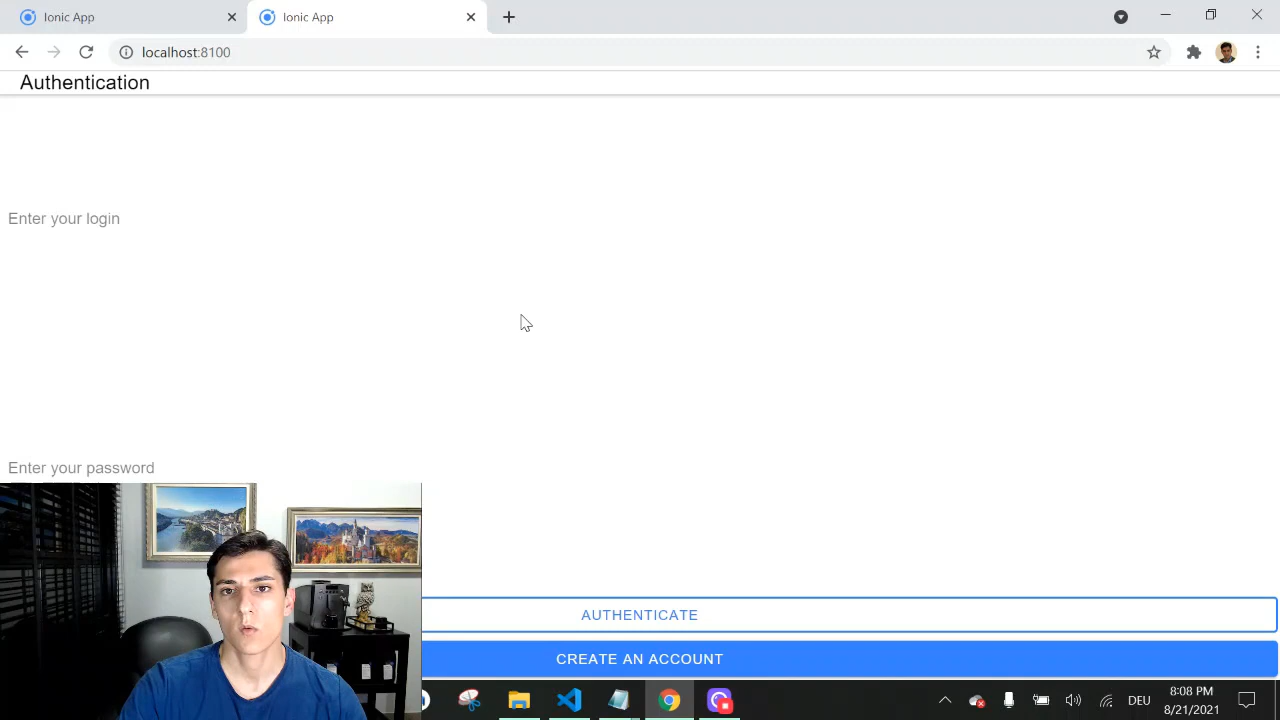 Ionic App
Ionic App
localhost:8100
Authentication
Enter your login
Enter your password
AUTHENTICATE
CREATE AN ACCOUNT
DEU
8:08 PM
8/21/2021